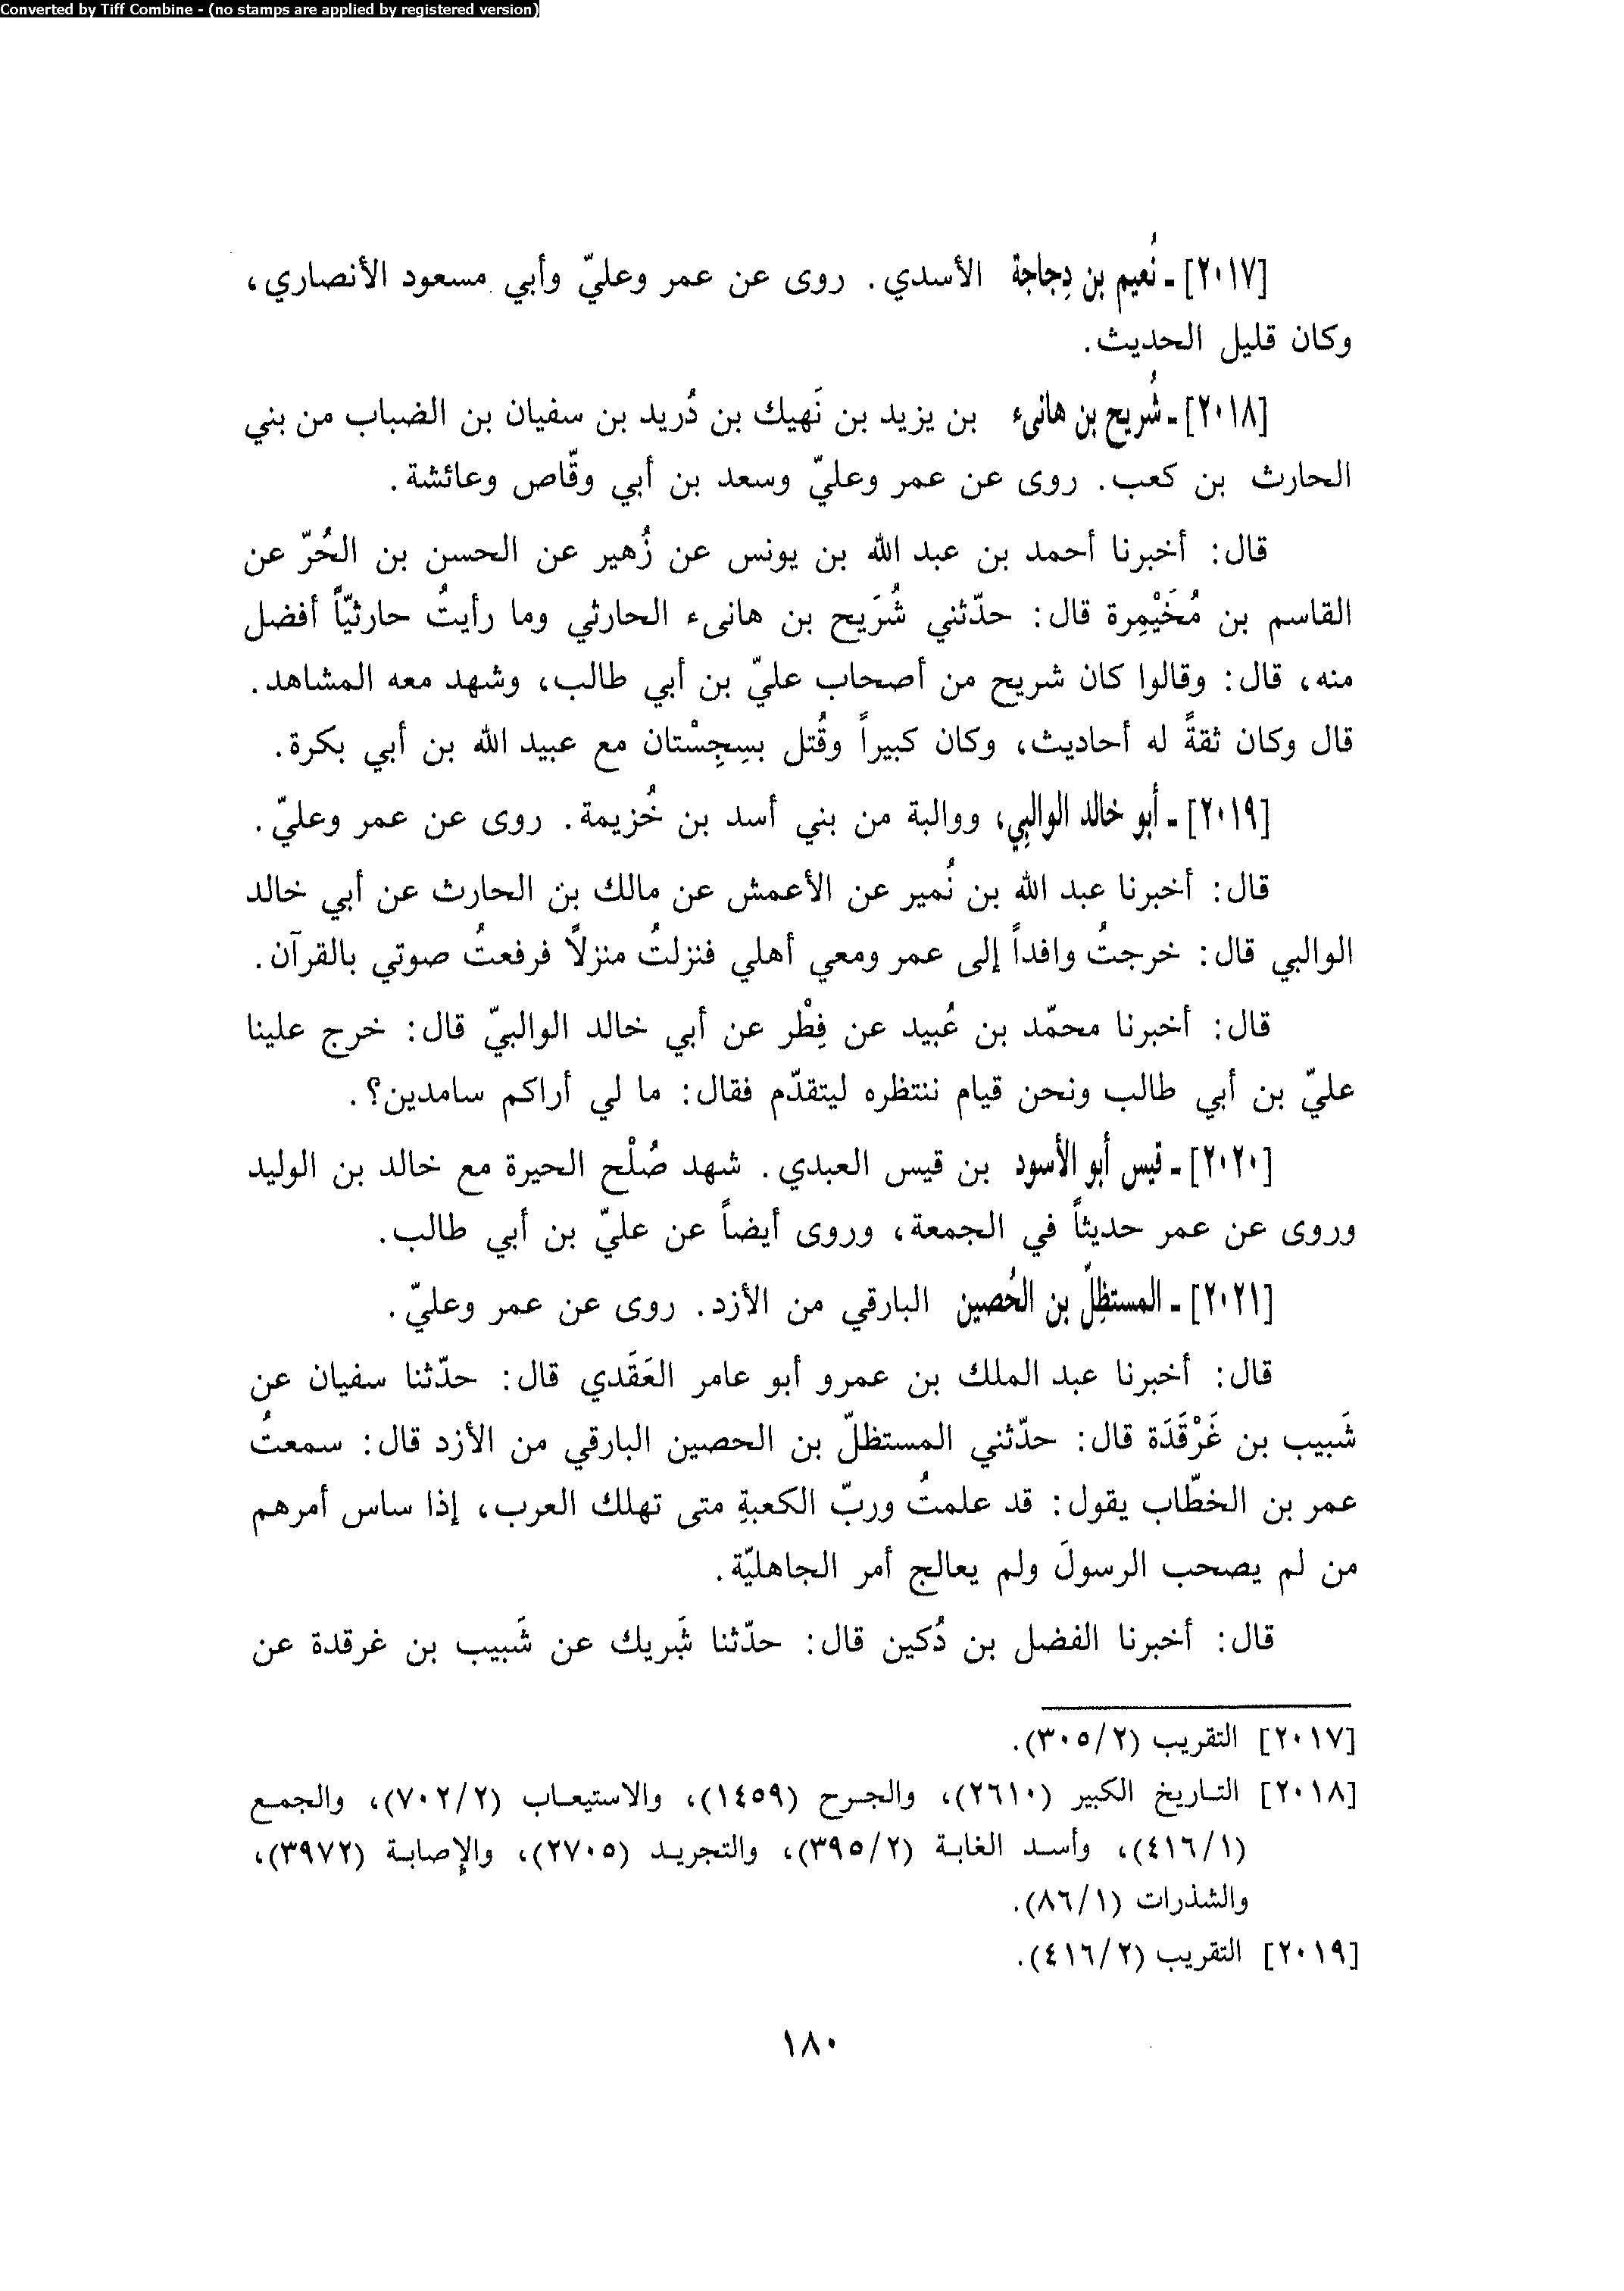 Converted by Tiff Combine - (no stamps are applied by registered version)
[٢٠١٧] ـ نُعيم بن دِجاجة الأسدي. روى عن عمر وعليّ وأبي مسعود الأنصاري،
وكان قليل الحديث.
[٢٠١٨] ـ شُريح بن هانىء بن يزيد بن نَهيك بن دُريد بن سفيان بن الضباب من بني
الحارث بن كعب. روى عن عمر وعليّ وسعد بن أبي وقّاص وعائشة.
قال: أخبرنا أحمد بن عبد الله بن يونس عن زُهير عن الحسن بن الحُرّ عن
القاسم بن مُخَيْمِرة قال: حدّثني شُرَيح بن هانىء الحارثي وما رأيتُ حارثيّاً أفضل
منه، قال: وقالوا كان شريح من أصحاب عليّ بن أبي طالب، وشهد معه المشاهد.
قال وكان ثقةً له أحاديث، وكان كبيراً وقُتل بسِجِسْتان مع عبيد الله بن أبي بكرة.
[٢٠١٩] ـ أبو خالد الوالبِي، ووالبة من بني أسد بن خُزيمة. روى عن عمر وعليّ.
قال: أخبرنا عبد الله بن نُمير عن الأعمش عن مالك بن الحارث عن أبي خالد
الوالبي قال: خرجتُ وافداً إلى عمر ومعي أهلي فنزلتُ منزلاً فرفعتُ صوتي بالقرآن.
قال: أخبرنا محمّد بن عُبيد عن فِطْر عن أبي خالد الوالبيّ قال: خرج علينا
عليّ بن أبي طالب ونحن قيام ننتظره ليتقدّم فقال: ما لي أراكم سامدين؟.
[٢٠٢٠] ـ قيس أبو الأسود بن قيس العبدي. شهد صُلْح الحيرة مع خالد بن الوليد
وروى عن عمر حديثاً في الجمعة، وروى أيضاً عن عليّ بن أبي طالب.
[٢٠٢١] ـ المستظِلّ بن الحُصين البارقي من الأزد. روى عن عمر وعليّ.
قال: أخبرنا عبد الملك بن عمرو أبو عامر العَقَدي قال: حدّثنا سفيان عن
شَبيب بن غَرْقَدَة قال: حدّثني المستظلّ بن الحصين البارقي من الأزد قال: سمعتُ
عمر بن الخطّاب يقول: قد علمتُ وربّ الكعبةِ متى تهلك العرب، إذا ساس أمرهم
من لم يصحب الرسولَ ولم يعالج أمر الجاهليّة.
قال: أخبرنا الفضل بن دُكين قال: حدّثنا شَريك عن شَبيب بن غرقدة عن
[٢٠١٧] التقريب (٣٠٥/٢).
[٢٠١٨] التاريخ الكبير (٢٦١٠)، والجرح (١٤٥٩)، والاستيعاب (٧٠٢/٢)، والجمع
(٤١٦/١)، وأسد الغابة (٣٩٥/٢)، والتجريد (٢٧٠٥)، والإصابة (٣٩٧٢)،
والشذرات (٨٦/١).
[٢٠١٩] التقريب (٤١٦/٢).
١٨٠